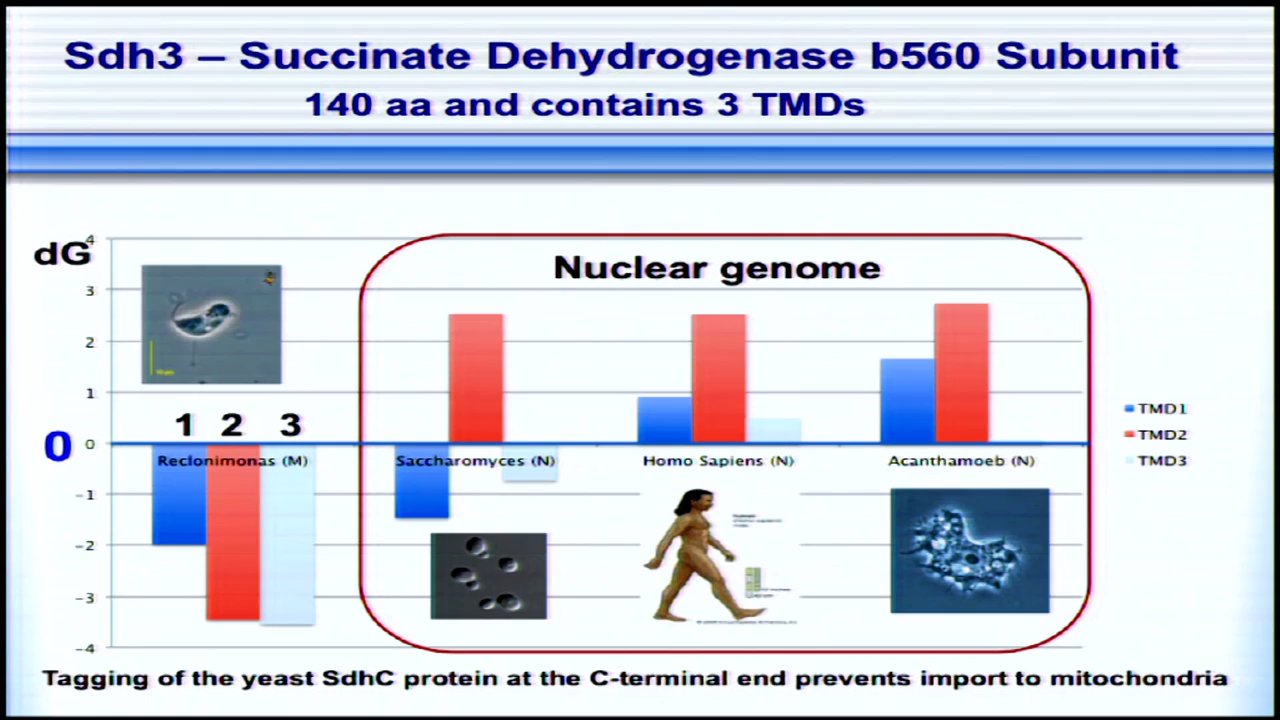 Sdh3 – Succinate Dehydrogenase b560 Subunit
140 aa and contains 3 TMDs
dG
4
Nuclear genome
3
2
1
1 2 3
0
0
Reclonimonas (M)
Saccharomyces (N)
Homo Sapiens (N)
Acanthamoeb (N)
TMD1
TMD2
TMD3
-1
-2
-3
-4
Tagging of the yeast SdhC protein at the C-terminal end prevents import to mitochondria